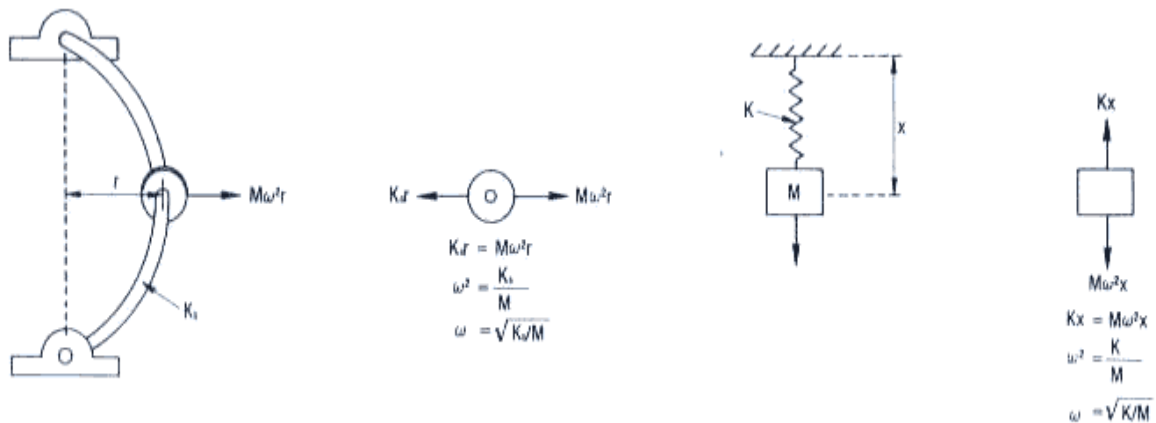 r
Mω²r
Kₛ
Kₛr
O
Mω²r
Kₛr = Mω²r
ω² = Kₛ/M
ω = √Kₛ/M
O
K
x
M
Kx
Mω²x
Kx = Mω²x
ω² = K/M
ω = √K/M